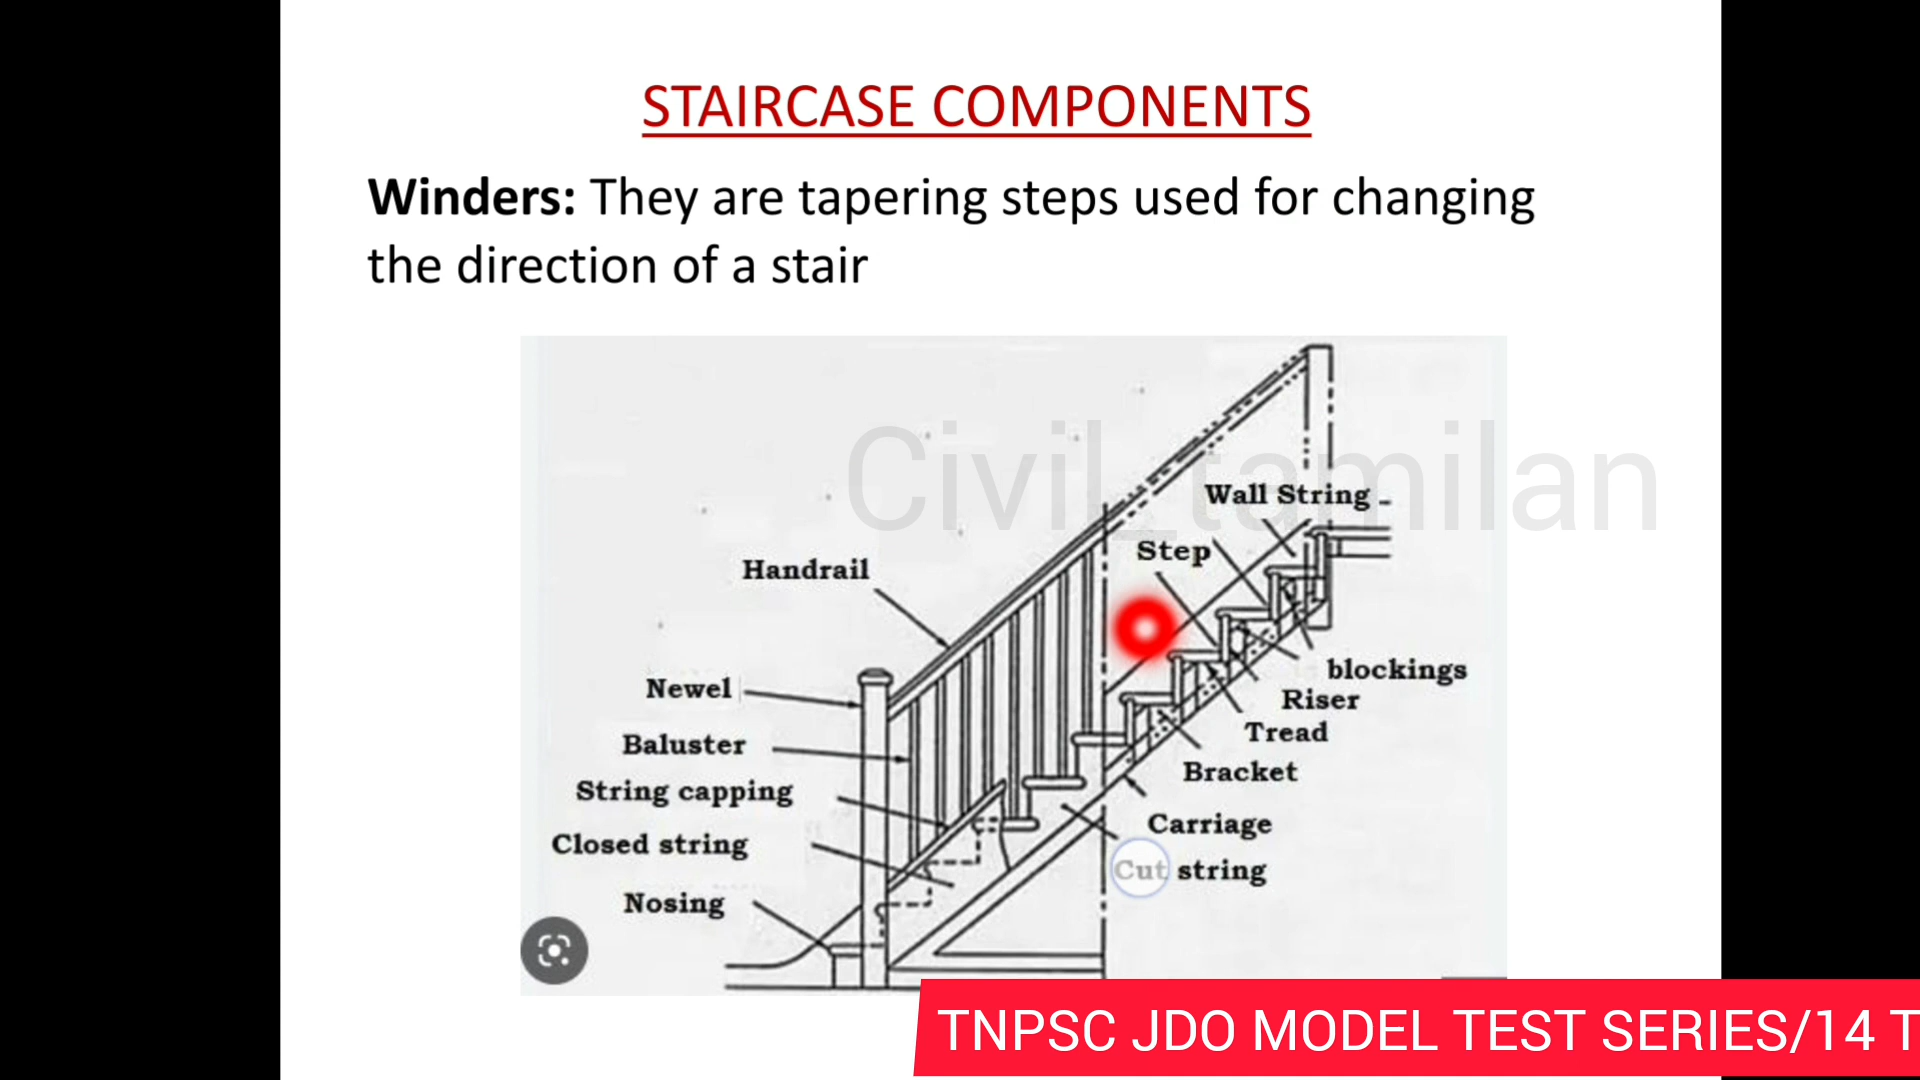 STAIRCASE COMPONENTS
Winders: They are tapering steps used for changing
the direction of a stair
Civil_tamilan
Wall String
Step
Handrail
Newel
Baluster
String capping
Closed string
Nosing
blockings
Riser
Tread
Bracket
Carriage
Cut string
TNPSC JDO MODEL TEST SERIES/14 T